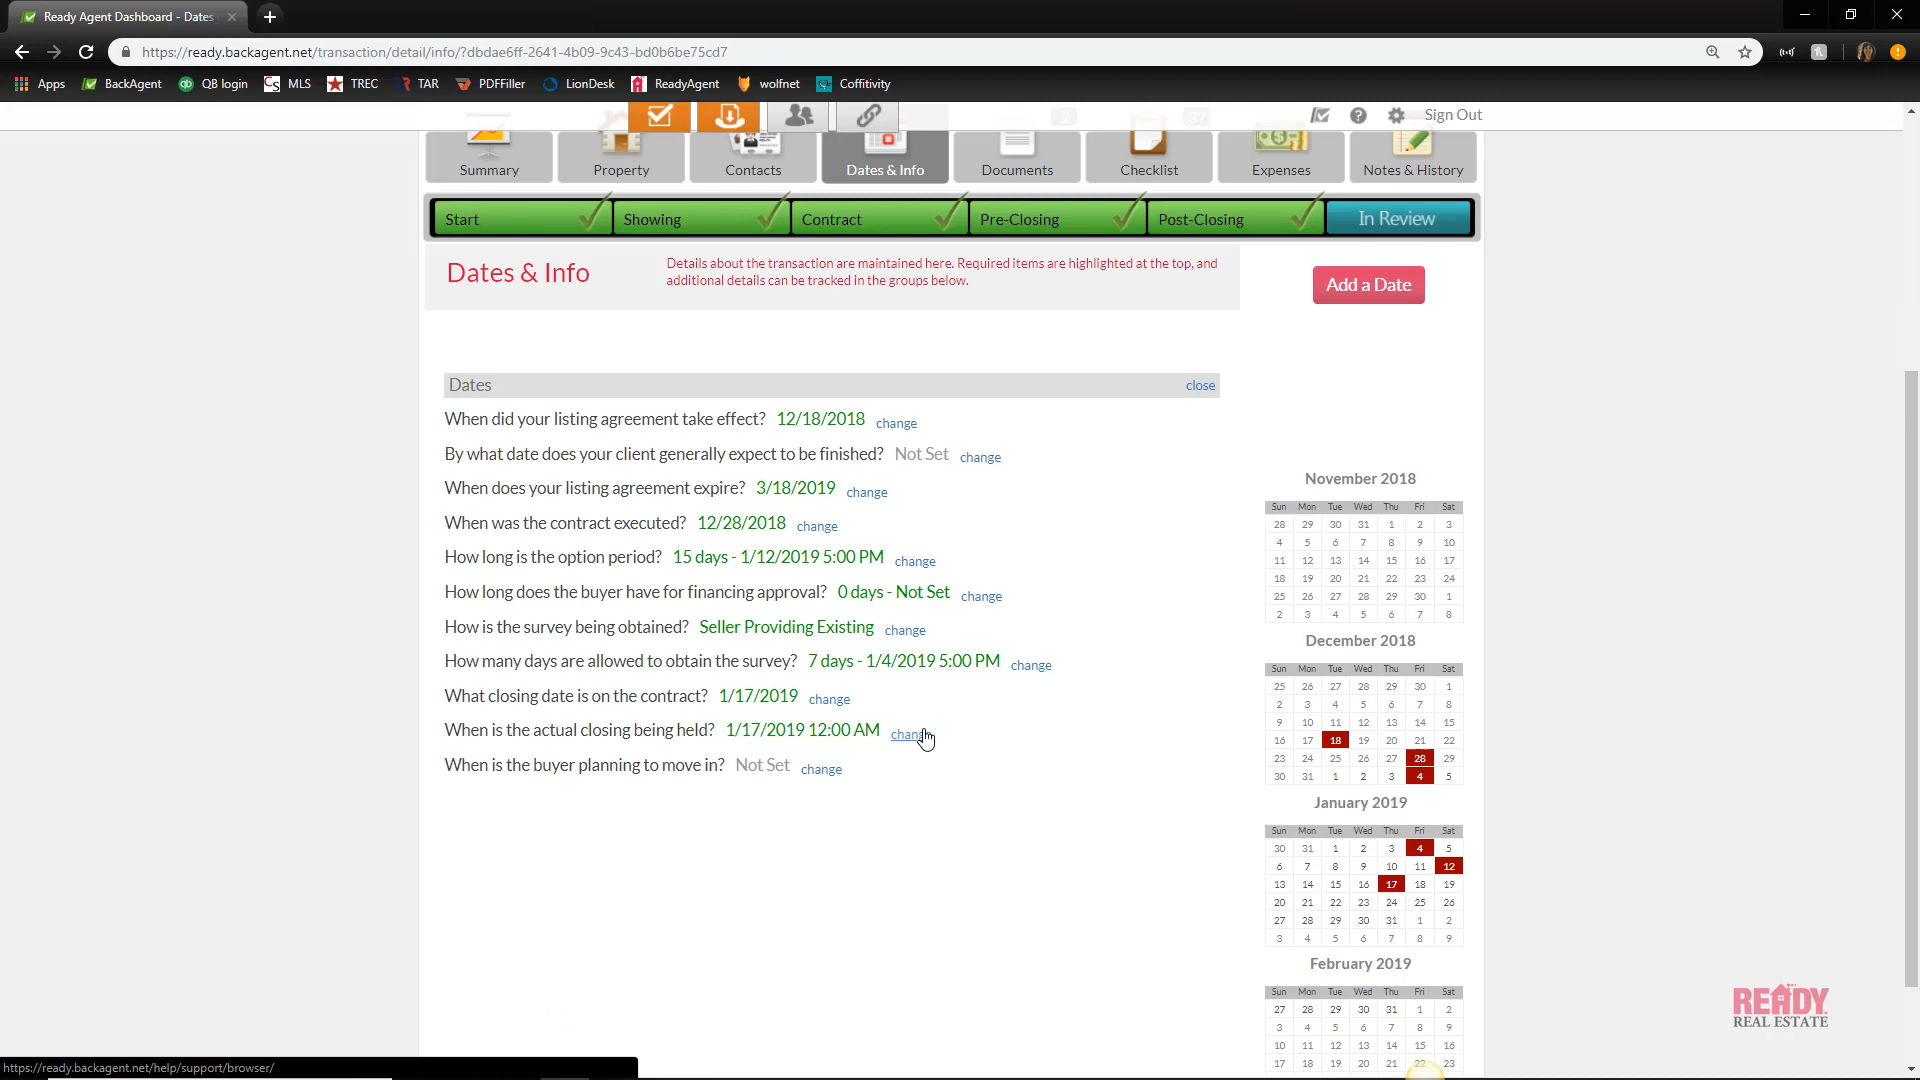 Ready Agent Dashboard - Dates
https://ready.backagent.net/transaction/detail/info/?dbdae6ff-2641-4b09-9c43-bd0b6be75cd7
Apps BackAgent QB login MLS TREC TAR PDFFiller LionDesk ReadyAgent wolfnet Coffitivity
Sign Out
Summary Property Contacts Dates & Info Documents Checklist Expenses Notes & History
Start Showing Contract Pre-Closing Post-Closing In Review
Dates & Info
Details about the transaction are maintained here. Required items are highlighted at the top, and
additional details can be tracked in the groups below.
Add a Date
Dates close
When did your listing agreement take effect? 12/18/2018 change
By what date does your client generally expect to be finished? Not Set change
When does your listing agreement expire? 3/18/2019 change
When was the contract executed? 12/28/2018 change
How long is the option period? 15 days - 1/12/2019 5:00 PM change
How long does the buyer have for financing approval? 0 days - Not Set change
How is the survey being obtained? Seller Providing Existing change
How many days are allowed to obtain the survey? 7 days - 1/4/2019 5:00 PM change
What closing date is on the contract? 1/17/2019 change
When is the actual closing being held? 1/17/2019 12:00 AM change
When is the buyer planning to move in? Not Set change
November 2018
Sun Mon Tue Wed Thu Fri Sat
28 29 30 31 1 2 3
4 5 6 7 8 9 10
11 12 13 14 15 16 17
18 19 20 21 22 23 24
25 26 27 28 29 30 1
2 3 4 5 6 7 8
December 2018
Sun Mon Tue Wed Thu Fri Sat
25 26 27 28 29 30 1
2 3 4 5 6 7 8
9 10 11 12 13 14 15
16 17 18 19 20 21 22
23 24 25 26 27 28 29
30 31 1 2 3 4 5
January 2019
Sun Mon Tue Wed Thu Fri Sat
30 31 1 2 3 4 5
6 7 8 9 10 11 12
13 14 15 16 17 18 19
20 21 22 23 24 25 26
27 28 29 30 31 1 2
3 4 5 6 7 8 9
February 2019
Sun Mon Tue Wed Thu Fri Sat
27 28 29 30 31 1 2
3 4 5 6 7 8 9
10 11 12 13 14 15 16
17 18 19 20 21 22 23
READY
REAL ESTATE
https://ready.backagent.net/help/support/browser/